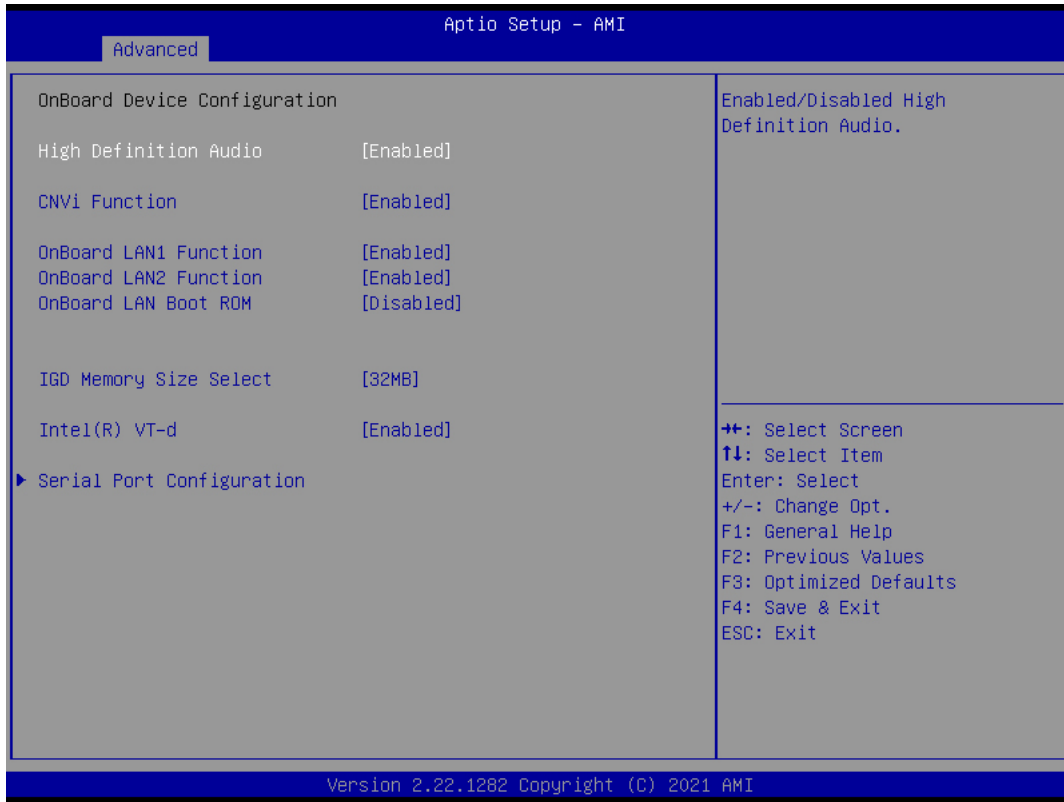 Aptio Setup - AMI
Advanced
OnBoard Device Configuration
High Definition Audio [Enabled]
CNVi Function [Enabled]
OnBoard LAN1 Function [Enabled]
OnBoard LAN2 Function [Enabled]
OnBoard LAN Boot ROM [Disabled]
IGD Memory Size Select [32MB]
Intel(R) VT-d [Enabled]
Serial Port Configuration
Enabled/Disabled High
Definition Audio.
→←: Select Screen
↑↓: Select Item
Enter: Select
+/-: Change Opt.
F1: General Help
F2: Previous Values
F3: Optimized Defaults
F4: Save & Exit
ESC: Exit
Version 2.22.1282 Copyright (C) 2021 AMI